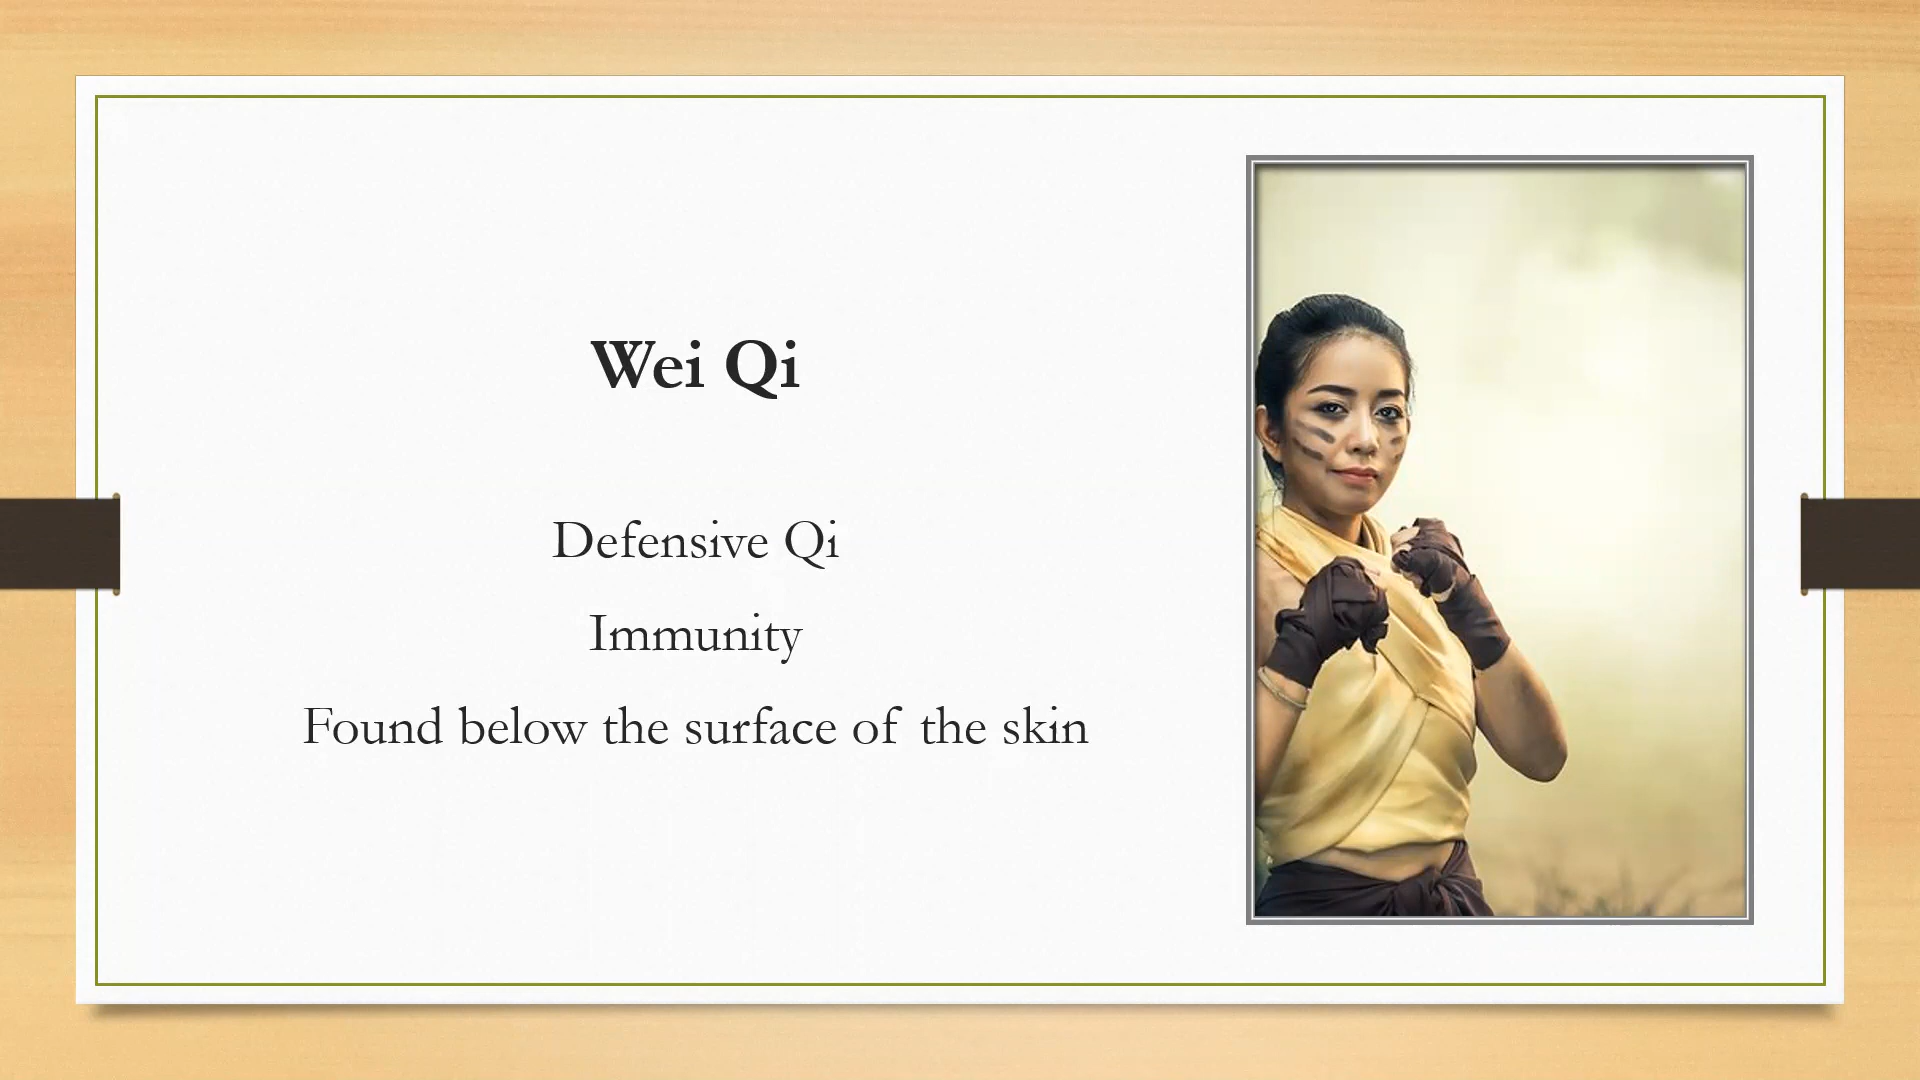 Wei Qi
Defensive Qi
Immunity
Found below the surface of the skin